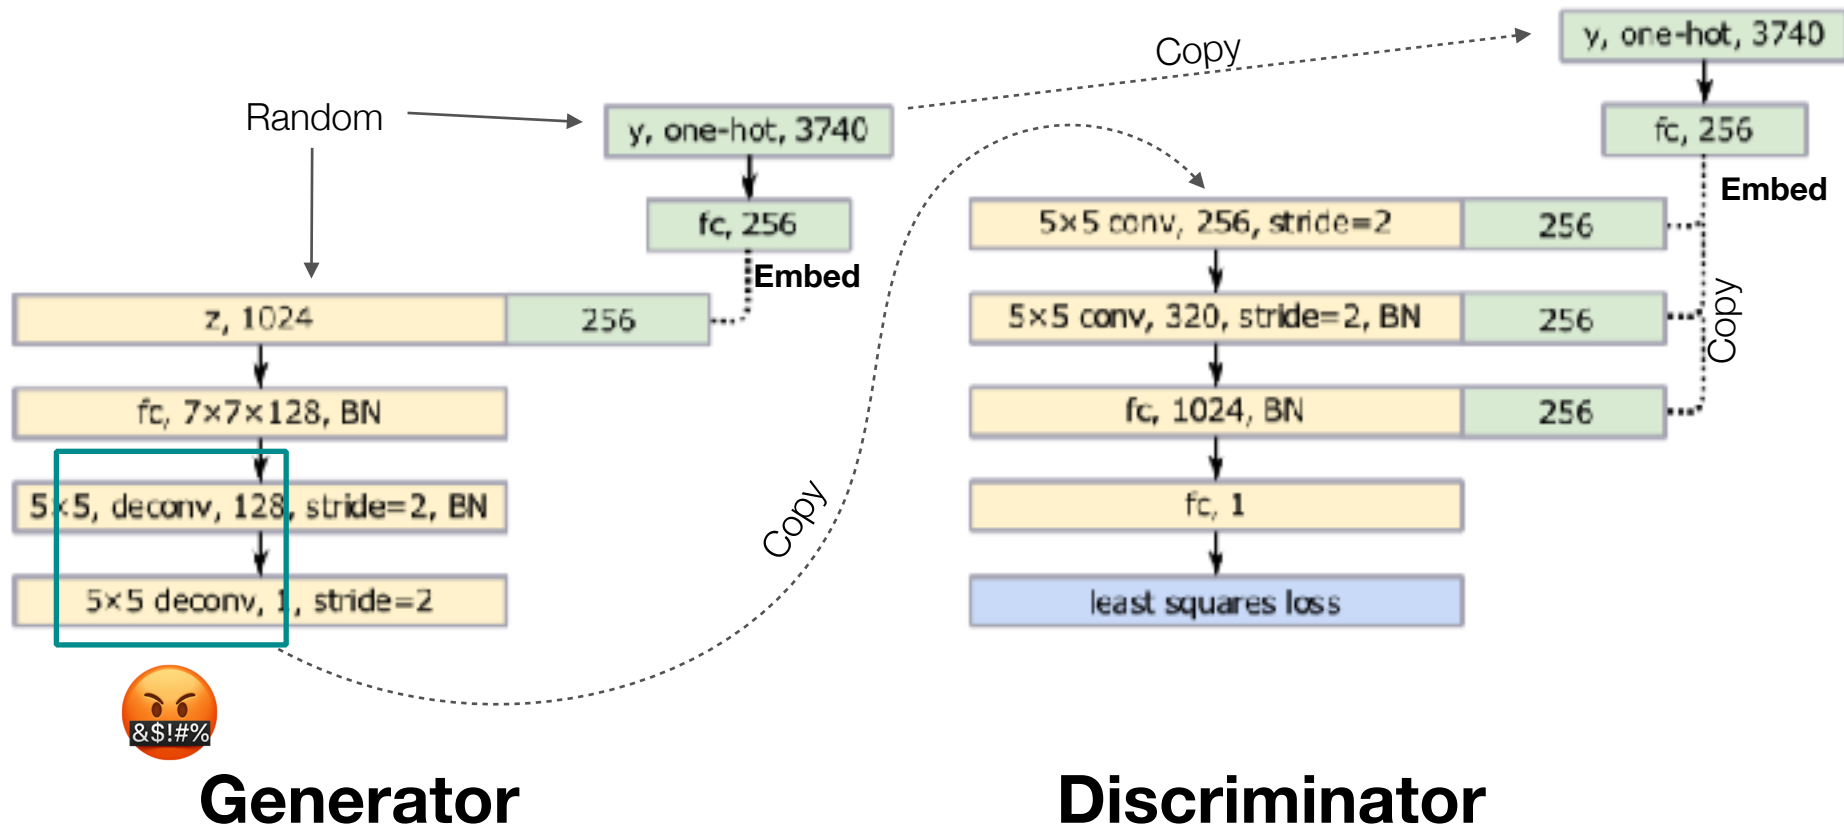 Random
y, one-hot, 3740
fc, 256
Embed
z, 1024
256
fc, 7×7×128, BN
5×5, deconv, 128, stride=2, BN
5×5 deconv, 1, stride=2
&$!#%
Generator
Copy
Copy
y, one-hot, 3740
fc, 256
Embed
Copy
5×5 conv, 256, stride=2
256
5×5 conv, 320, stride=2, BN
256
fc, 1024, BN
256
fc, 1
least squares loss
Discriminator